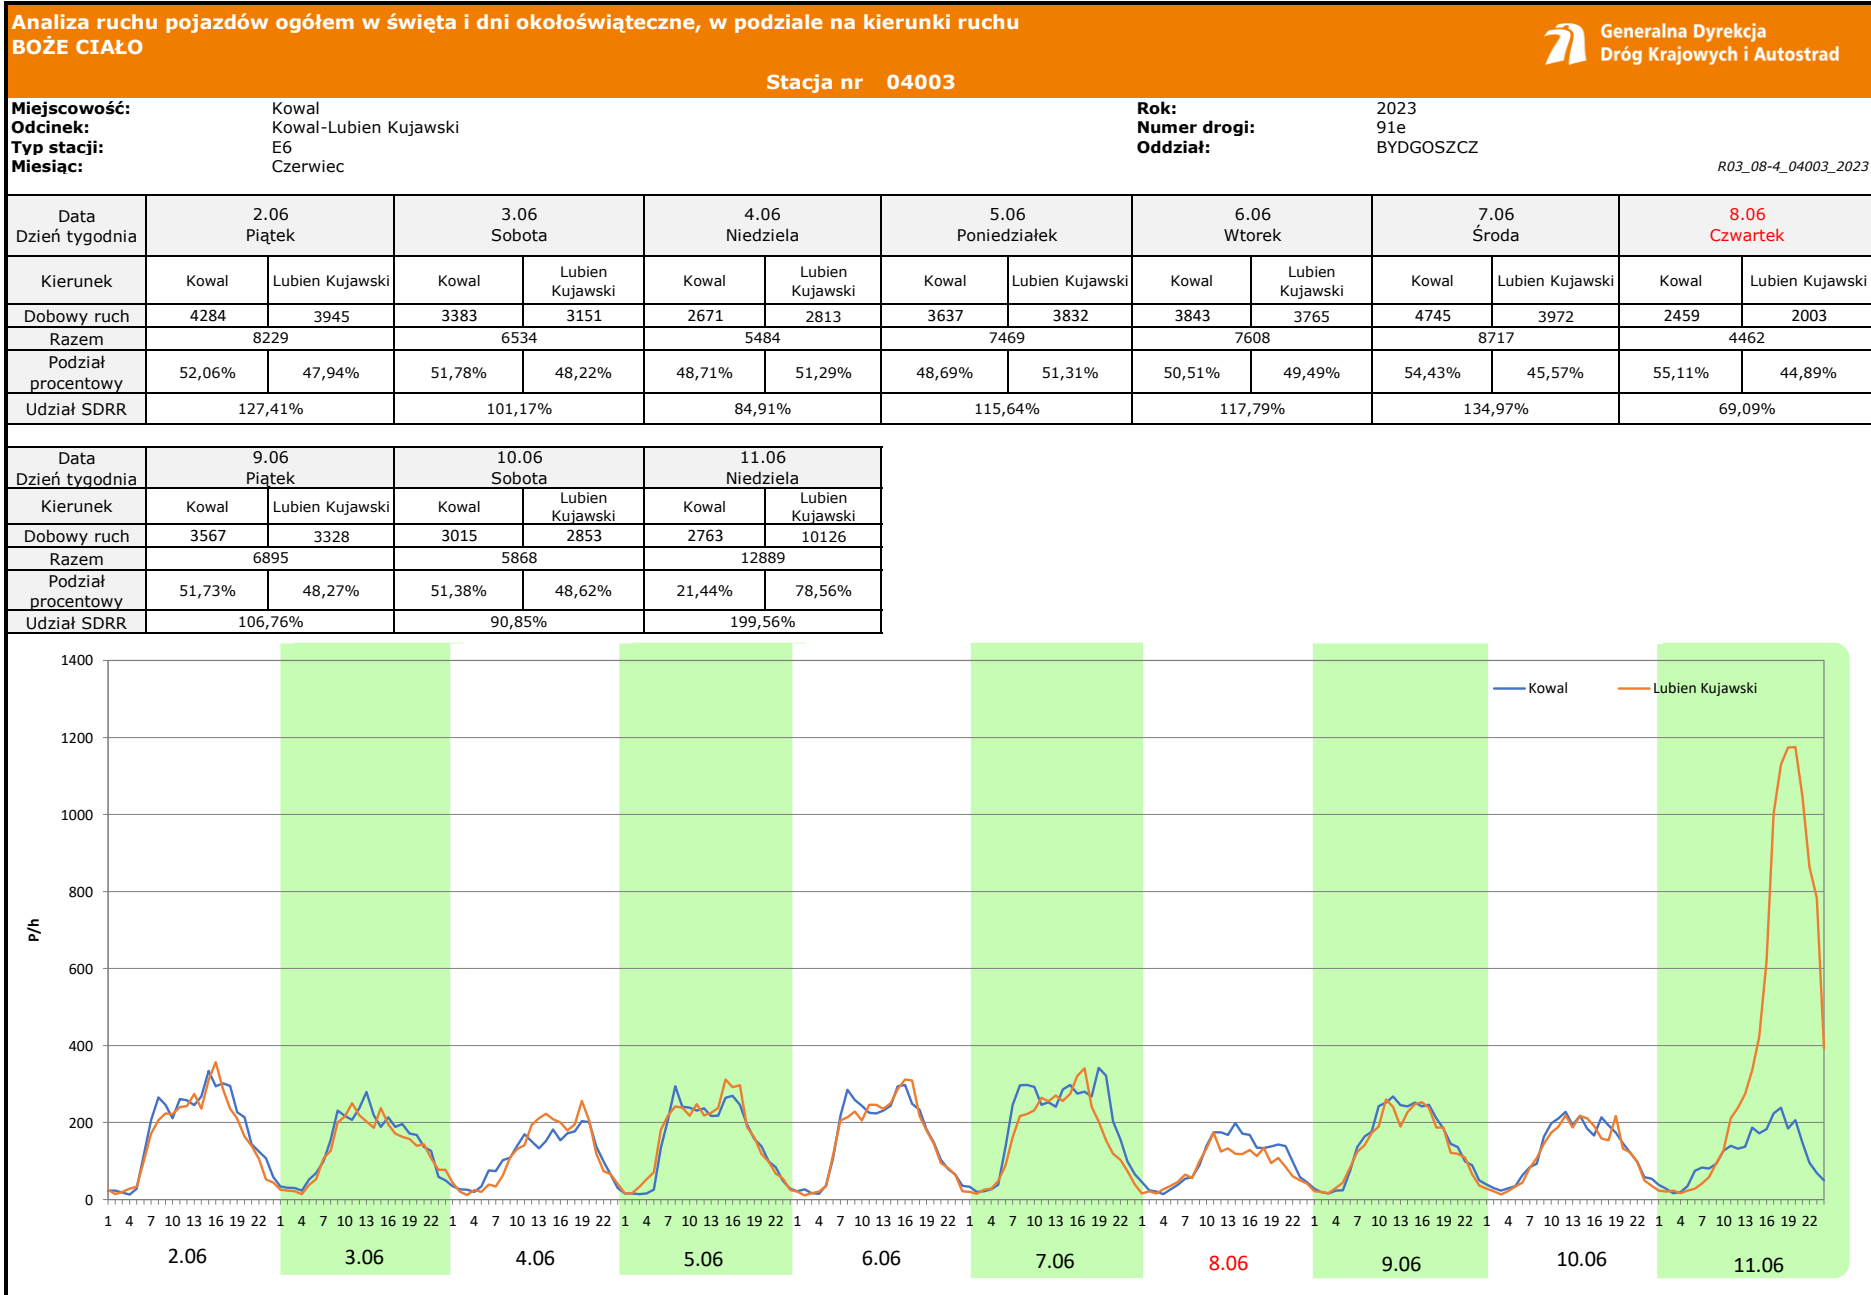 Analiza ruchu pojazdów ogółem w święta i dni okołoświąteczne, w podziale na kierunki ruchu
BOŻE CIAŁO
Generalna Dyrekcja
Dróg Krajowych i Autostrad
Stacja nr 04003
Miejscowość: Kowal Rok: 2023
Odcinek: Kowal-Lubien Kujawski Numer drogi: 91e
Typ stacji: E6 Oddział: BYDGOSZCZ
Miesiąc: Czerwiec R03_08-4_04003_2023
Data 2.06 3.06 4.06 5.06 6.06 7.06 8.06
Dzień tygodnia Piątek Sobota Niedziela Poniedziałek Wtorek Środa Czwartek
Kierunek Kowal Lubien Kujawski Kowal Lubien Kujawski Kowal Lubien Kujawski Kowal Lubien Kujawski Kowal Lubien Kujawski Kowal Lubien Kujawski Kowal Lubien Kujawski
Dobowy ruch 4284 3945 3383 3151 2671 2813 3637 3832 3843 3765 4745 3972 2459 2003
Razem 8229 6534 5484 7469 7608 8717 4462
Podział procentowy 52,06% 47,94% 51,78% 48,22% 48,71% 51,29% 48,69% 51,31% 50,51% 49,49% 54,43% 45,57% 55,11% 44,89%
Udział SDRR 127,41% 101,17% 84,91% 115,64% 117,79% 134,97% 69,09%
Data 9.06 10.06 11.06
Dzień tygodnia Piątek Sobota Niedziela
Kierunek Kowal Lubien Kujawski Kowal Lubien Kujawski Kowal Lubien Kujawski
Dobowy ruch 3567 3328 3015 2853 2763 10126
Razem 6895 5868 12889
Podział procentowy 51,73% 48,27% 51,38% 48,62% 21,44% 78,56%
Udział SDRR 106,76% 90,85% 199,56%
1400
Kowal Lubien Kujawski
1200
1000
800
P/h
600
400
200
0
1 4 7 10 13 16 19 22 1 4 7 10 13 16 19 22 1 4 7 10 13 16 19 22 1 4 7 10 13 16 19 22 1 4 7 10 13 16 19 22 1 4 7 10 13 16 19 22 1 4 7 10 13 16 19 22 1 4 7 10 13 16 19 22 1 4 7 10 13 16 19 22 1 4 7 10 13 16 19 22
2.06 3.06 4.06 5.06 6.06 7.06 8.06 9.06 10.06 11.06